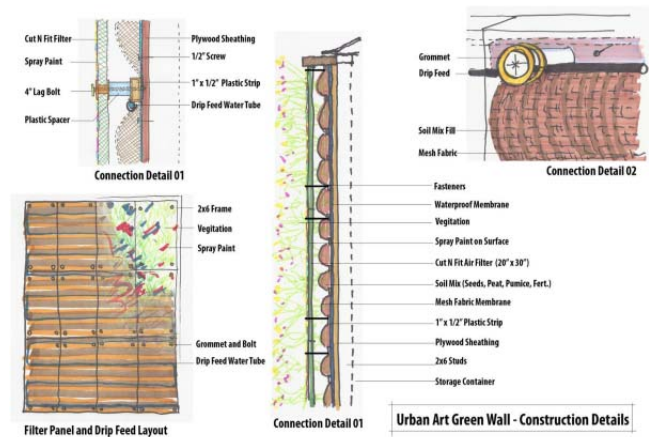 Cut N Fit Filter
Spray Paint
4" Lag Bolt
Plastic Spacer
Plywood Sheathing
1/2" Screw
1" x 1/2" Plastic Strip
Drip Feed Water Tube
Connection Detail 01
Grommet
Drip Feed
Soil Mix Fill
Mesh Fabric
Connection Detail 02
2x6 Frame
Vegitation
Spray Paint
Grommet and Bolt
Drip Feed Water Tube
Filter Panel and Drip Feed Layout
Fasteners
Waterproof Membrane
Vegitation
Spray Paint on Surface
Cut N Fit Air Filter (20" x 30")
Soil Mix (Seeds, Peat, Pumice, Fert.)
Mesh Fabric Membrane
1" x 1/2" Plastic Strip
Plywood Sheathing
2x6 Studs
Storage Container
Connection Detail 01
Urban Art Green Wall - Construction Details